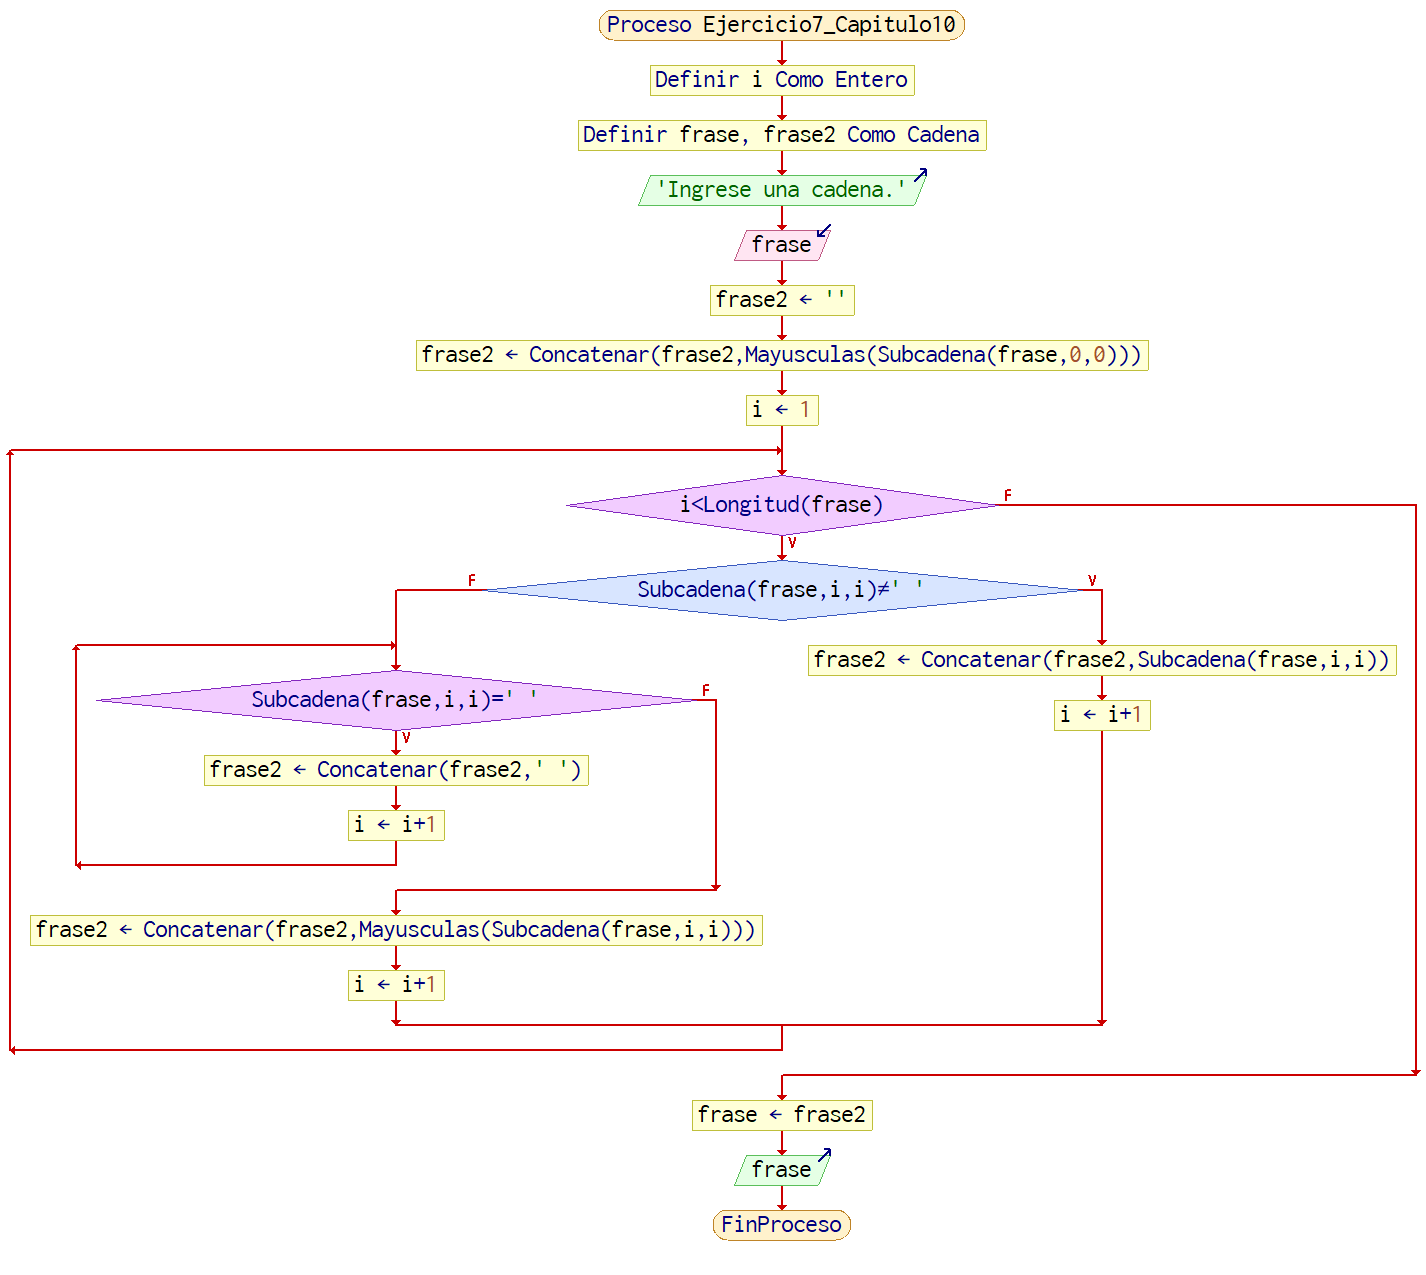 Proceso Ejercicio7_Capitulo10
Definir i Como Entero
Definir frase, frase2 Como Cadena
'Ingrese una cadena.'
frase
frase2 ← ''
frase2 ← Concatenar(frase2,Mayusculas(Subcadena(frase,0,0)))
i ← 1
i<Longitud(frase)
F
V
Subcadena(frase,i,i)≠' '
F
V
Subcadena(frase,i,i)=' '
F
V
frase2 ← Concatenar(frase2,' ')
i ← i+1
frase2 ← Concatenar(frase2,Mayusculas(Subcadena(frase,i,i)))
i ← i+1
frase2 ← Concatenar(frase2,Subcadena(frase,i,i))
i ← i+1
frase ← frase2
frase
FinProceso